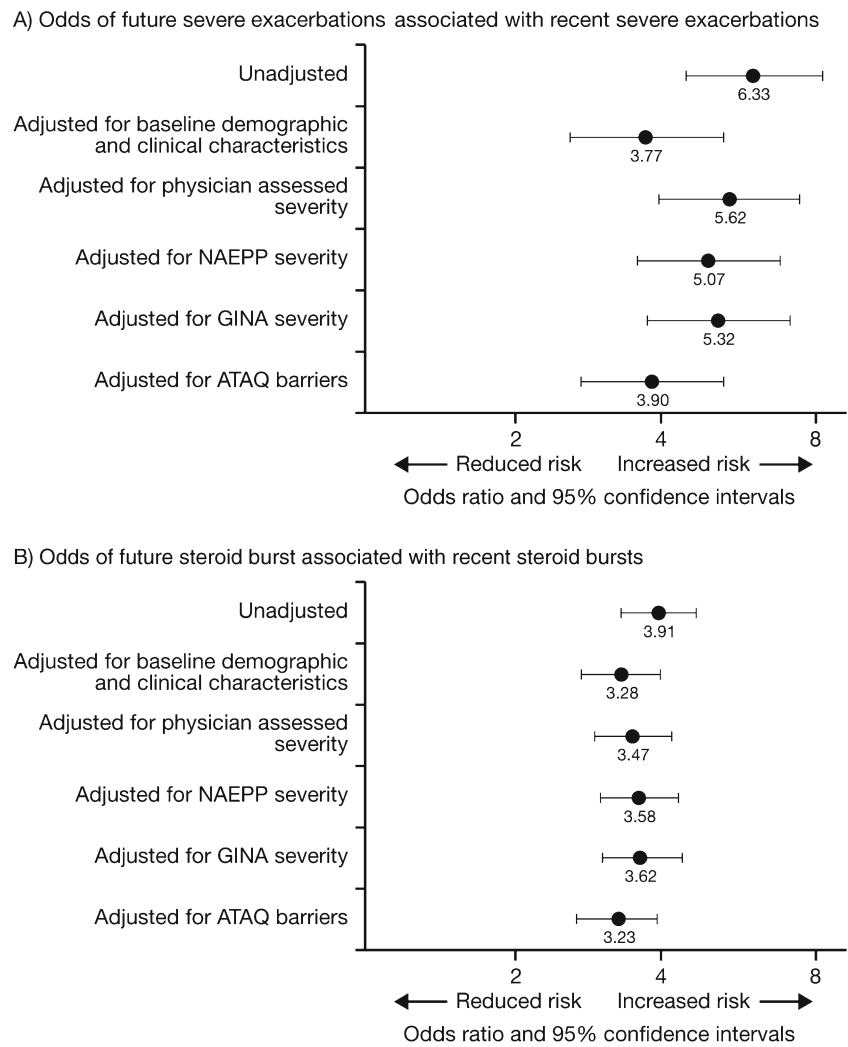 A) Odds of future severe exacerbations associated with recent severe exacerbations
Unadjusted
6.33
Adjusted for baseline demographic
and clinical characteristics
3.77
Adjusted for physician assessed
severity
5.62
Adjusted for NAEPP severity
5.07
Adjusted for GINA severity
5.32
Adjusted for ATAQ barriers
3.90
2 4 8
Reduced risk Increased risk
Odds ratio and 95% confidence intervals
B) Odds of future steroid burst associated with recent steroid bursts
Unadjusted
3.91
Adjusted for baseline demographic
and clinical characteristics
3.28
Adjusted for physician assessed
severity
3.47
Adjusted for NAEPP severity
3.58
Adjusted for GINA severity
3.62
Adjusted for ATAQ barriers
3.23
2 4 8
Reduced risk Increased risk
Odds ratio and 95% confidence intervals